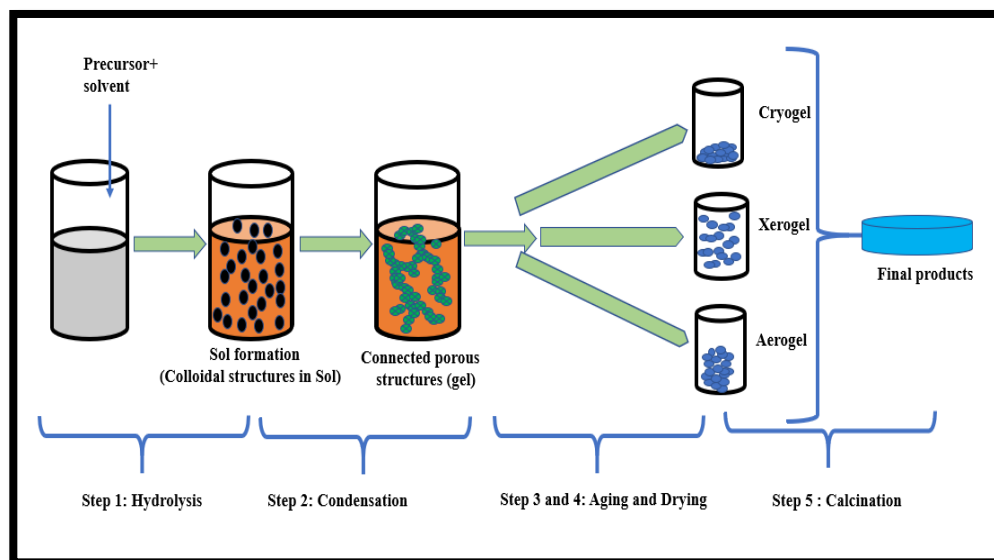 Precursor+
solvent
Sol formation
(Colloidal structures in Sol)
Connected porous
structures (gel)
Cryogel
Xerogel
Aerogel
Final products
Step 1: Hydrolysis
Step 2: Condensation
Step 3 and 4: Aging and Drying
Step 5 : Calcination